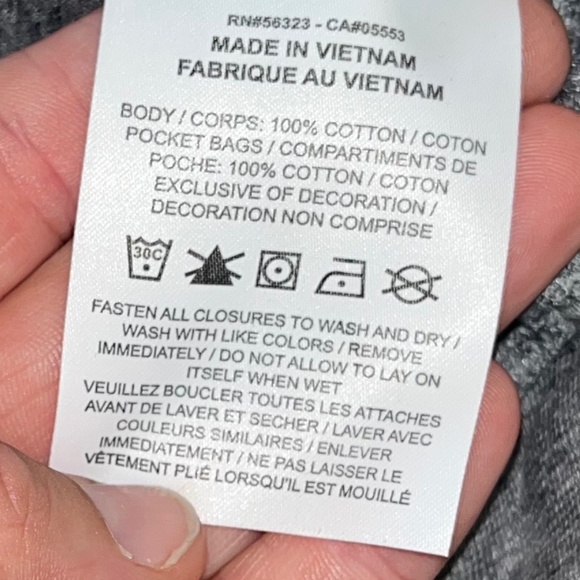 RN#56323 - CA#05553
MADE IN VIETNAM
FABRIQUE AU VIETNAM
BODY / CORPS: 100% COTTON / COTON
POCKET BAGS / COMPARTIMENTS DE
POCHE: 100% COTTON / COTON
EXCLUSIVE OF DECORATION /
DECORATION NON COMPRISE
30C
FASTEN ALL CLOSURES TO WASH AND DRY /
WASH WITH LIKE COLORS / REMOVE
IMMEDIATELY / DO NOT ALLOW TO LAY ON
ITSELF WHEN WET
VEUILLEZ BOUCLER TOUTES LES ATTACHES
AVANT DE LAVER ET SECHER / LAVER AVEC
COULEURS SIMILAIRES / ENLEVER
IMMEDIATEMENT / NE PAS LAISSER LE
VÊTEMENT PLIÉ LORSQU'IL EST MOUILLÉ